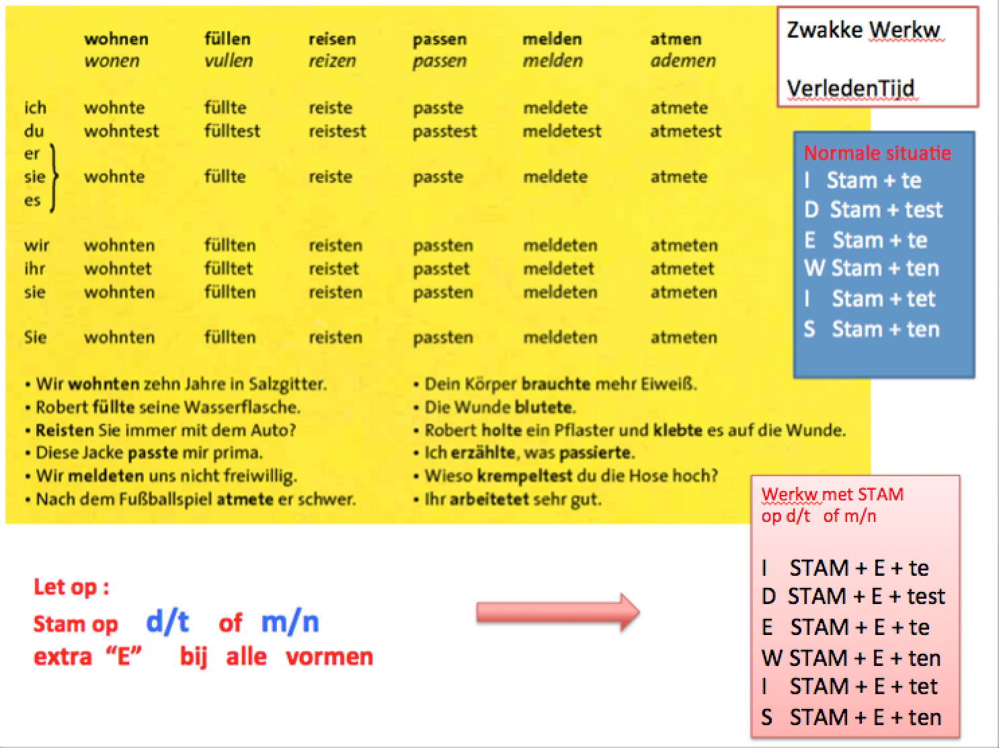 wohnen füllen reisen passen melden atmen
wonen vullen reizen passen melden ademen
ich wohnte füllte reiste passte meldete atmete
du wohntest fülltest reistest passtest meldetest atmetest
er
sie wohnte füllte reiste passte meldete atmete
es
wir wohnten füllten reisten passten meldeten atmeten
ihr wohntet fülltet reistet passtet meldetet atmetet
sie wohnten füllten reisten passten meldeten atmeten
Sie wohnten füllten reisten passten meldeten atmeten
• Wir wohnten zehn Jahre in Salzgitter.
• Robert füllte seine Wasserflasche.
• Reisten Sie immer mit dem Auto?
• Diese Jacke passte mir prima.
• Wir meldeten uns nicht freiwillig.
• Nach dem Fußballspiel atmete er schwer.
• Dein Körper brauchte mehr Eiweiß.
• Die Wunde blutete.
• Robert holte ein Pflaster und klebte es auf die Wunde.
• Ich erzählte, was passierte.
• Wieso krempeltest du die Hose hoch?
• Ihr arbeitetet sehr gut.
Zwakke Werkw
VerledenTijd
Normale situatie
I Stam + te
D Stam + test
E Stam + te
W Stam + ten
I Stam + tet
S Stam + ten
Let op :
Stam op d/t of m/n
extra “E” bij alle vormen
Werkw met STAM
op d/t of m/n
I STAM + E + te
D STAM + E + test
E STAM + E + te
W STAM + E + ten
I STAM + E + tet
S STAM + E + ten